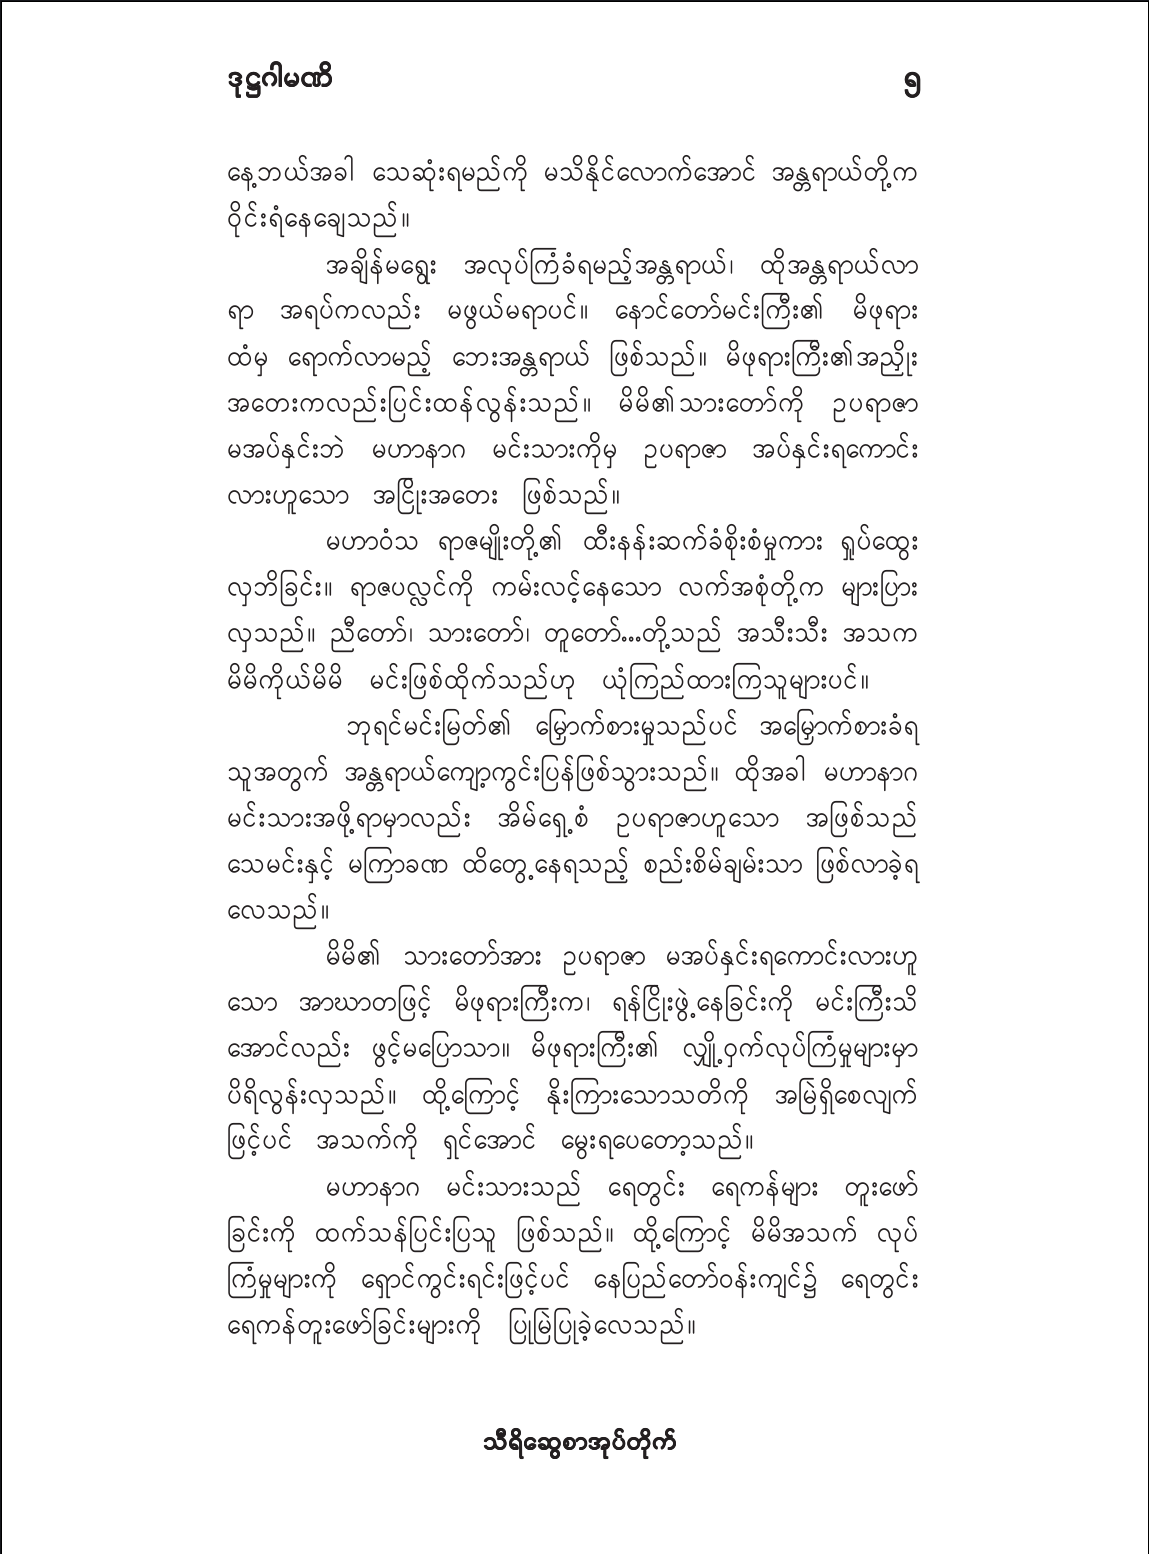 ဒုဋ္ဌဂါမဏိ ၅
နေ့ဘယ်အခါ သေဆုံးရမည်ကို မသိနိုင်လောက်အောင် အန္တရာယ်တို့က
ဝိုင်းရံနေချေသည်။
အချိန်မရွေး အလုပ်ကြံခံရမည့်အန္တရာယ်၊ ထိုအန္တရာယ်လာ
ရာ အရပ်ကလည်း မဖွယ်မရာပင်။ နောင်တော်မင်းကြီး၏ မိဖုရား
ထံမှ ရောက်လာမည့် ဘေးအန္တရာယ် ဖြစ်သည်။ မိဖုရားကြီး၏အညှိုး
အတေးကလည်းပြင်းထန်လွန်းသည်။ မိမိ၏သားတော်ကို ဥပရာဇာ
မအပ်နှင်းဘဲ မဟာနာဂ မင်းသားကိုမှ ဥပရာဇာ အပ်နှင်းရကောင်း
လားဟူသော အငြိုးအတေး ဖြစ်သည်။
မဟာဝံသ ရာဇမျိုးတို့၏ ထီးနန်းဆက်ခံစိုးစံမှုကား ရှုပ်ထွေး
လှဘိခြင်း။ ရာဇပလ္လင်ကို ကမ်းလင့်နေသော လက်အစုံတို့က များပြား
လှသည်။ ညီတော်၊ သားတော်၊ တူတော်...တို့သည် အသီးသီး အသက
မိမိကိုယ်မိမိ မင်းဖြစ်ထိုက်သည်ဟု ယုံကြည်ထားကြသူများပင်။
ဘုရင်မင်းမြတ်၏ မြှောက်စားမှုသည်ပင် အမြှောက်စားခံရ
သူအတွက် အန္တရာယ်ကျော့ကွင်းပြန်ဖြစ်သွားသည်။ ထိုအခါ မဟာနာဂ
မင်းသားအဖို့ရာမှာလည်း အိမ်ရှေ့စံ ဥပရာဇာဟူသော အဖြစ်သည်
သေမင်းနှင့် မကြာခဏ ထိတွေ့နေရသည့် စည်းစိမ်ချမ်းသာ ဖြစ်လာခဲ့ရ
လေသည်။
မိမိ၏ သားတော်အား ဥပရာဇာ မအပ်နှင်းရကောင်းလားဟူ
သော အာဃာတဖြင့် မိဖုရားကြီးက၊ ရန်ငြိုးဖွဲ့နေခြင်းကို မင်းကြီးသိ
အောင်လည်း ဖွင့်မပြောသာ။ မိဖုရားကြီး၏ လျှို့ဝှက်လုပ်ကြံမှုများမှာ
ပိရိလွန်းလှသည်။ ထို့ကြောင့် နိုးကြားသောသတိကို အမြဲရှိစေလျက်
ဖြင့်ပင် အသက်ကို ရှင်အောင် မွေးရပေတော့သည်။
မဟာနာဂ မင်းသားသည် ရေတွင်း ရေကန်များ တူးဖော်
ခြင်းကို ထက်သန်ပြင်းပြသူ ဖြစ်သည်။ ထို့ကြောင့် မိမိအသက် လုပ်
ကြံမှုများကို ရှောင်ကွင်းရင်းဖြင့်ပင် နေပြည်တော်ဝန်းကျင်၌ ရေတွင်း
ရေကန်တူးဖော်ခြင်းများကို ပြုမြဲပြုခဲ့လေသည်။
သီရိဆွေစာအုပ်တိုက်